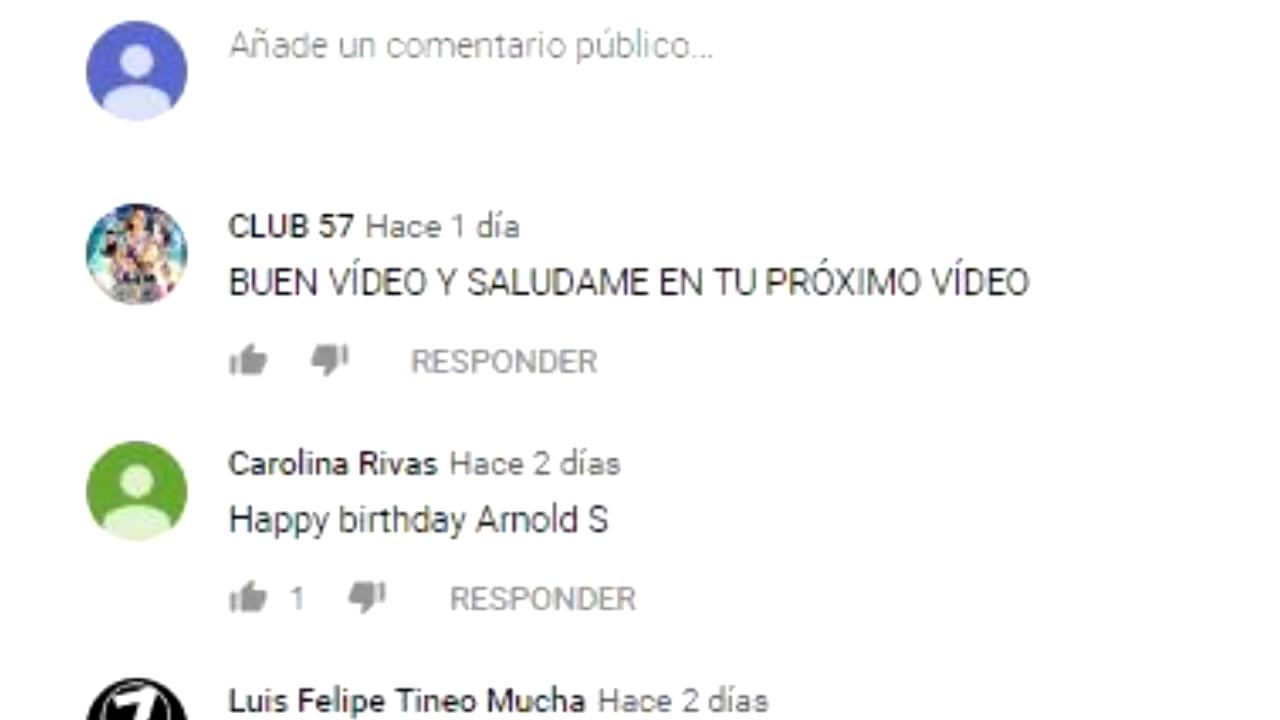 Añade un comentario público...
CLUB 57 Hace 1 día
BUEN VÍDEO Y SALUDAME EN TU PRÓXIMO VÍDEO
RESPONDER
Carolina Rivas Hace 2 días
Happy birthday Arnold S
1 RESPONDER
Luis Felipe Tineo Mucha Hace 2 días